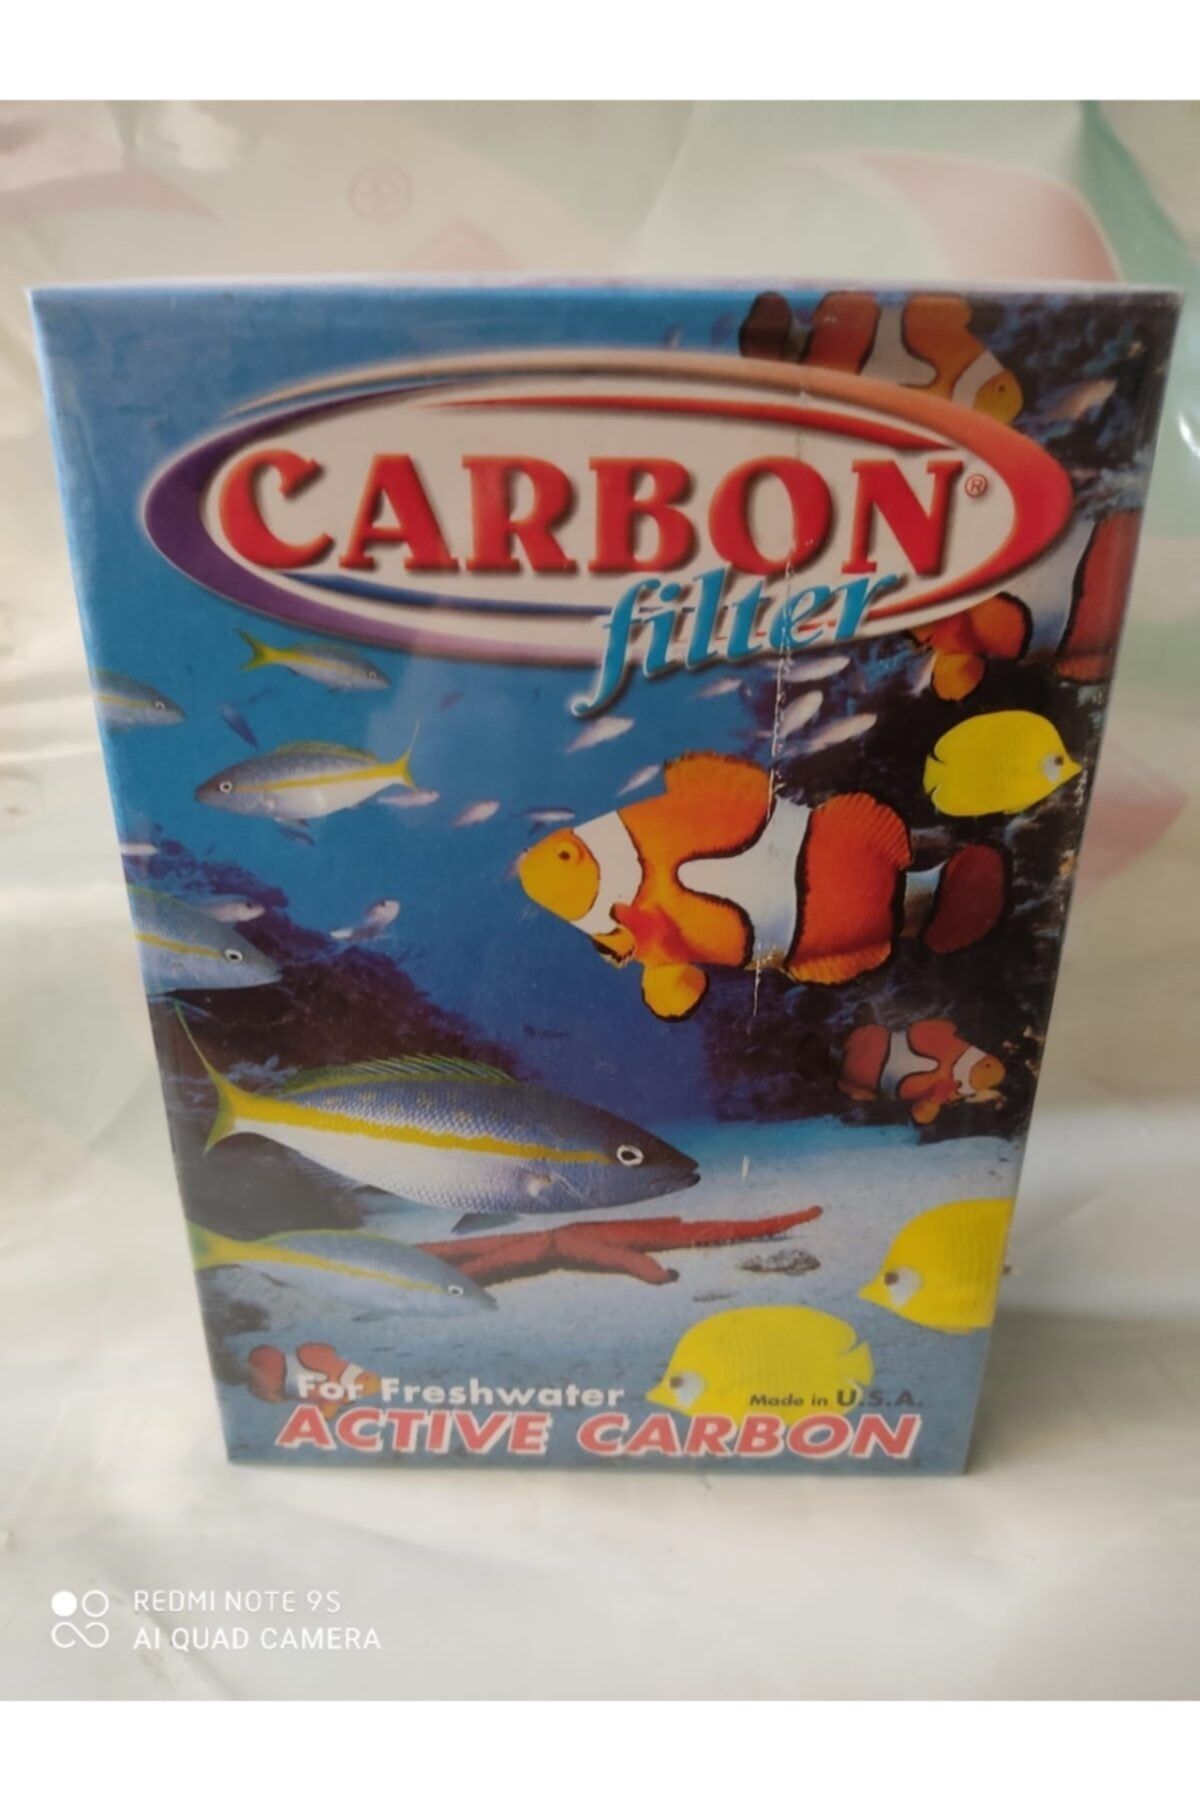 CARBON®
filter
For Freshwater
Made in U.S.A.
ACTIVE CARBON
REDMI NOTE 9S
AI QUAD CAMERA